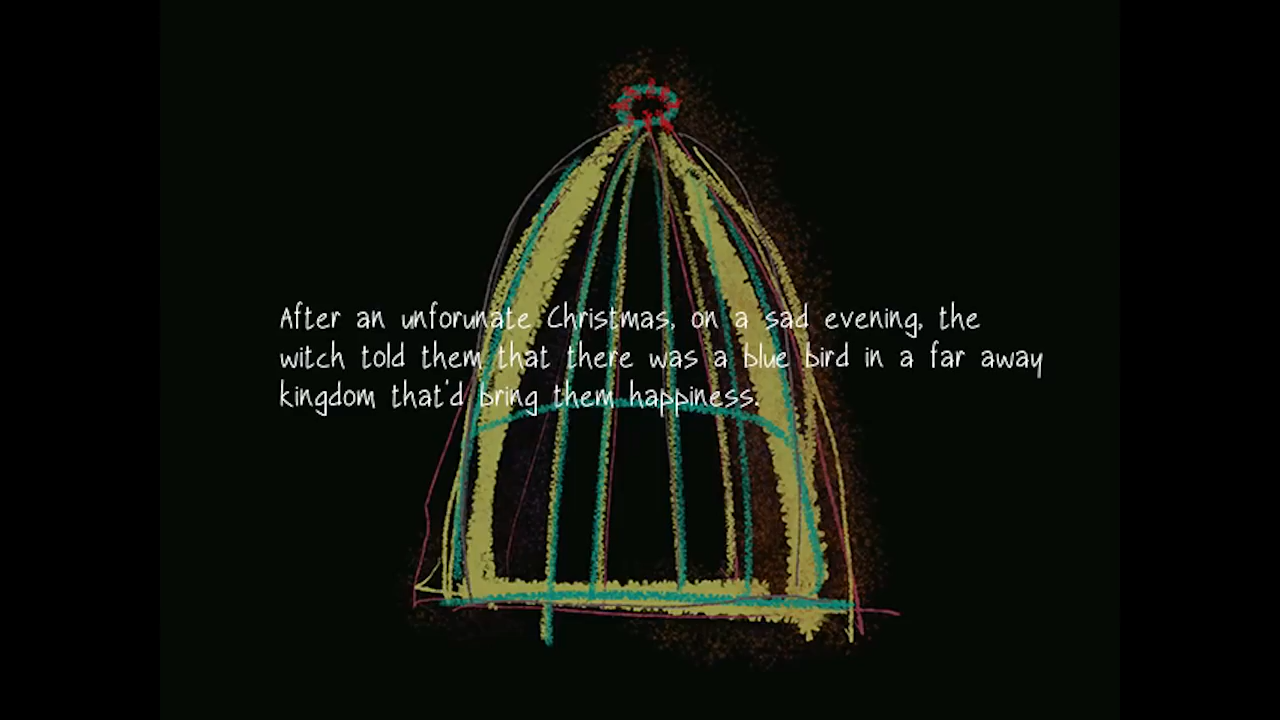 After an unforunate Christmas, on a sad evening, the
witch told them that there was a blue bird in a far away
kingdom that'd bring them happiness.